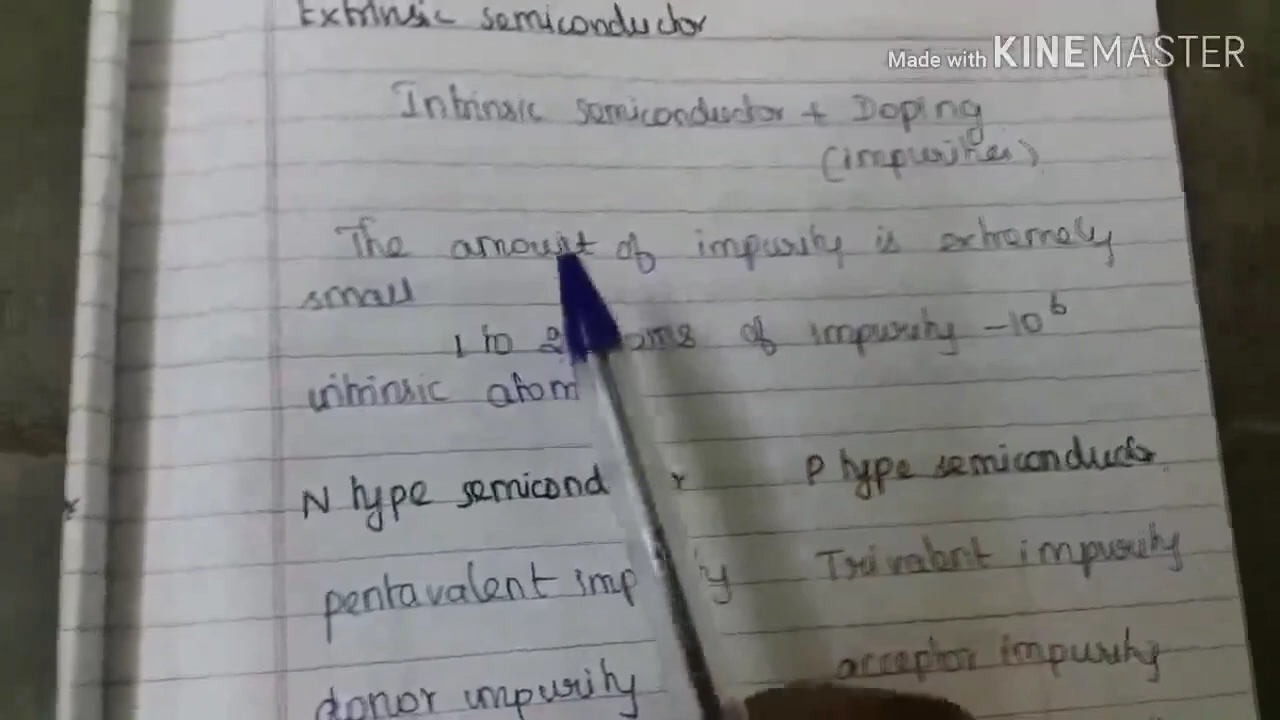 Extrinsic semiconductor
Made with KINEMASTER
Intrinsic semiconductor + Doping
(impurities)
The amount of impurity is extremely
small
1 to 2 atoms of impurity - 10⁶
intrinsic atom
N type semicond r P type semiconductor
pentavalent imp ty Trivalent impurity
donor impurity acceptor impurity